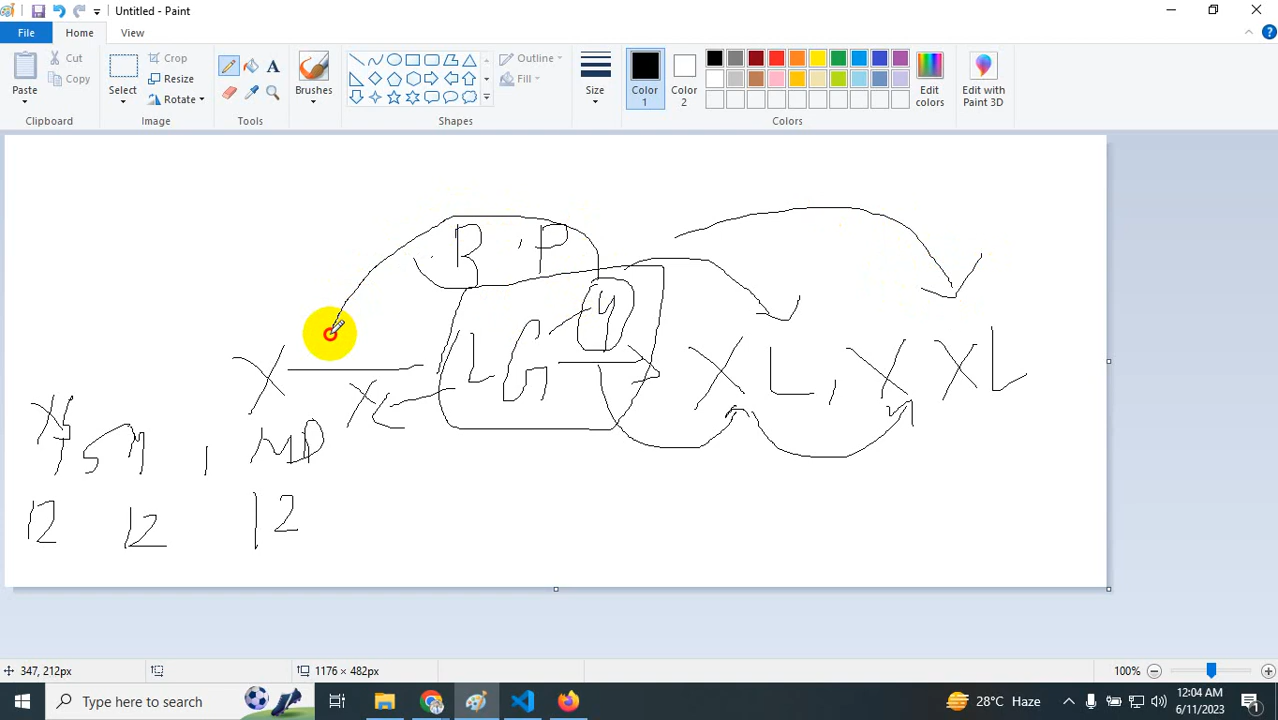 Untitled - Paint
File Home View
Paste
Cut
Copy
Clipboard
Select
Crop
Resize
Rotate
Image
A
Tools
Brushes
Outline
Fill
Shapes
Size
Color 1
Color 2
Edit colors
Colors
Edit with Paint 3D
B , P
X LG XL, XXL
X
12 12 12
347, 212px
1176 × 482px
100%
Type here to search
28°C Haze
12:04 AM
6/11/2023
1